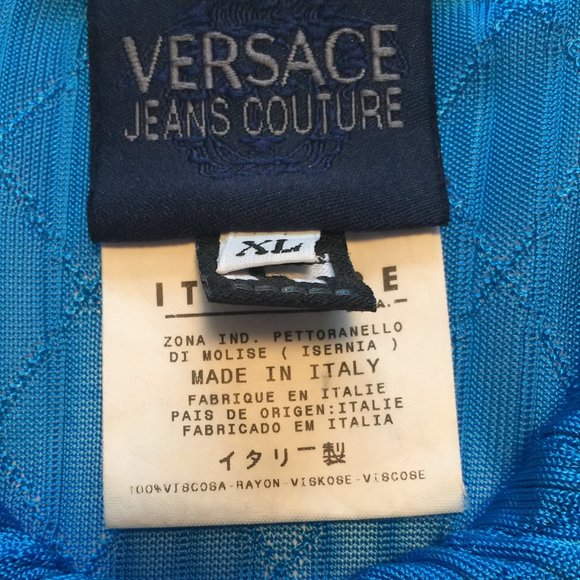 VERSACE
JEANS COUTURE
XL
ZONA IND. PETTORANELLO
DI MOLISE ( ISERNIA )
MADE IN ITALY
FABRIQUE EN ITALIE
PAIS DE ORIGEN:ITALIE
FABRICADO EM ITALIA
イタリー製
100%VISCOSA-RAYON-VISKOSE-VISCOSE